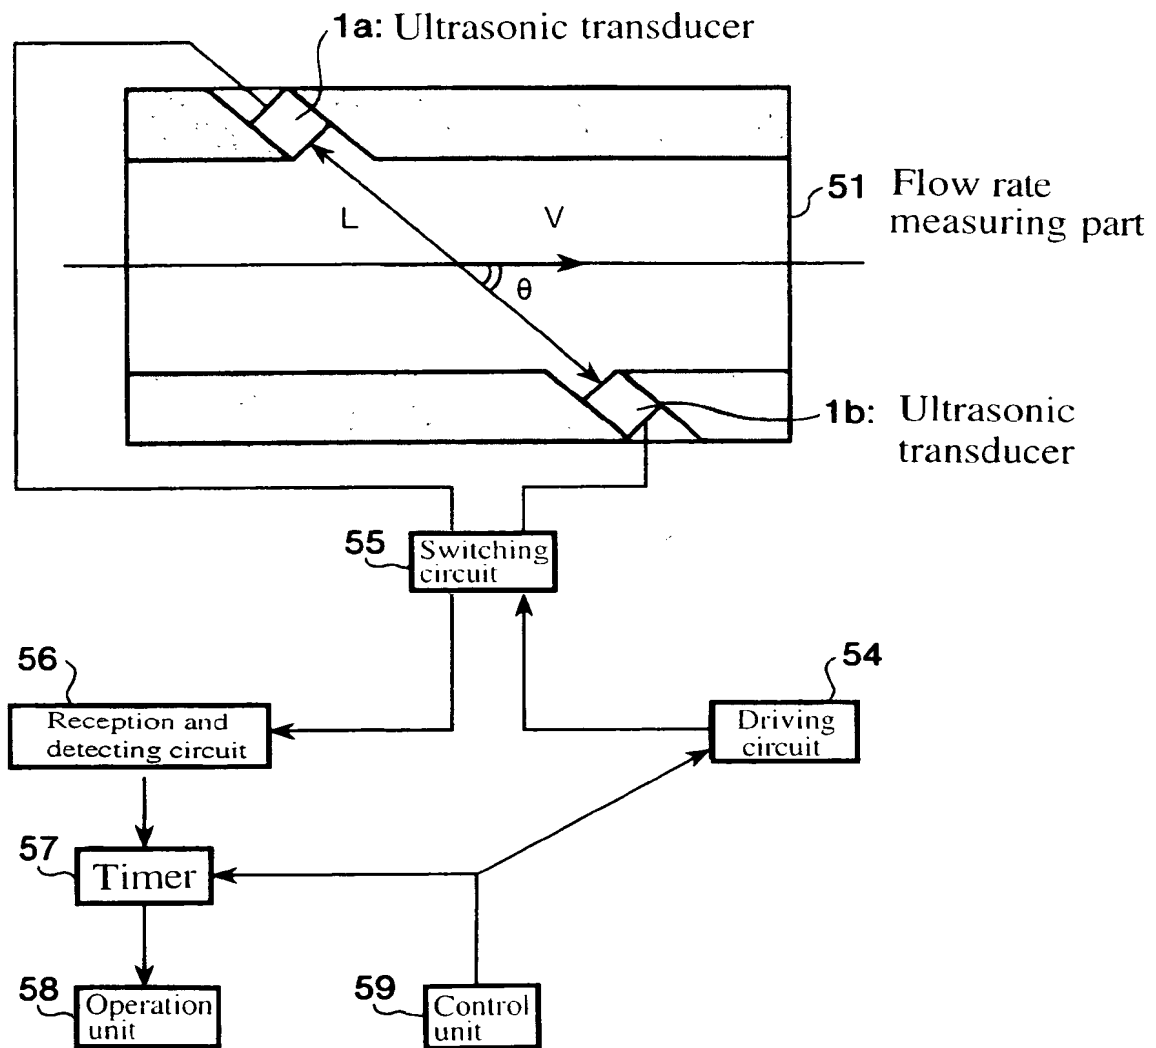 1a: Ultrasonic transducer
51 Flow rate
measuring part
L
V
θ
1b: Ultrasonic
transducer
55
Switching
circuit
56
Reception and
detecting circuit
54
Driving
circuit
57
Timer
58
Operation
unit
59
Control
unit